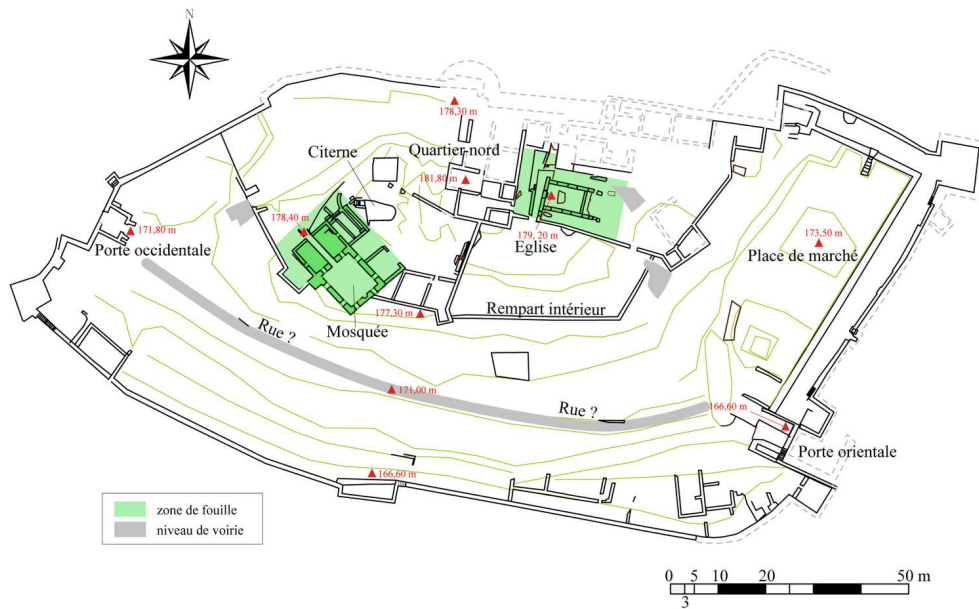 N
178,30 m
Citerne
Quartier nord
181,80 m
178,40 m
171,80 m
Porte occidentale
179, 20 m
Eglise
173,50 m
Place de marché
177,30 m
Rempart intérieur
Mosquée
Rue ?
171,00 m
Rue ?
166,60 m
Porte orientale
166,60 m
zone de fouille
niveau de voirie
0 5 10 20 50 m
3